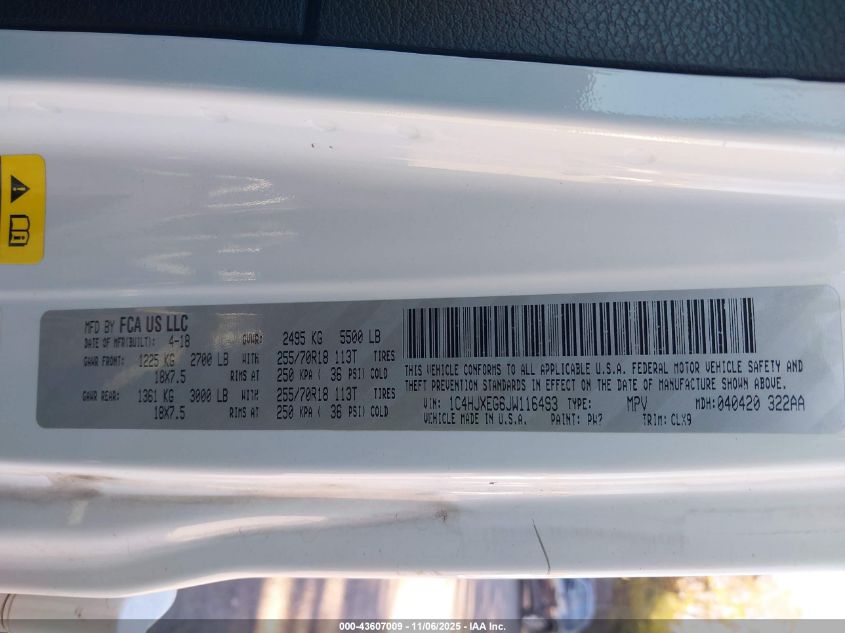 MFD BY FCA US LLC
DATE OF MFR(BUILT): 4-18 GVWR: 2495 KG 5500 LB
GAWR FRONT: 1225 KG 2700 LB WITH 255/70R18 113T TIRES
18X7.5 RIMS AT 250 KPA ( 36 PSI) COLD
GAWR REAR: 1361 KG 3000 LB WITH 255/70R18 113T TIRES
18X7.5 RIMS AT 250 KPA ( 36 PSI) COLD
THIS VEHICLE CONFORMS TO ALL APPLICABLE U.S.A. FEDERAL MOTOR VEHICLE SAFETY AND
THEFT PREVENTION STANDARDS IN EFFECT ON THE DATE OF MANUFACTURE SHOWN ABOVE.
VIN: 1C4HJXEG6JW116493 TYPE: MPV MDH: 040420 322AA
VEHICLE MADE IN U.S.A. PAINT: PW7 TRIM: CLX9
000-43607009 - 11/06/2025 - IAA Inc.